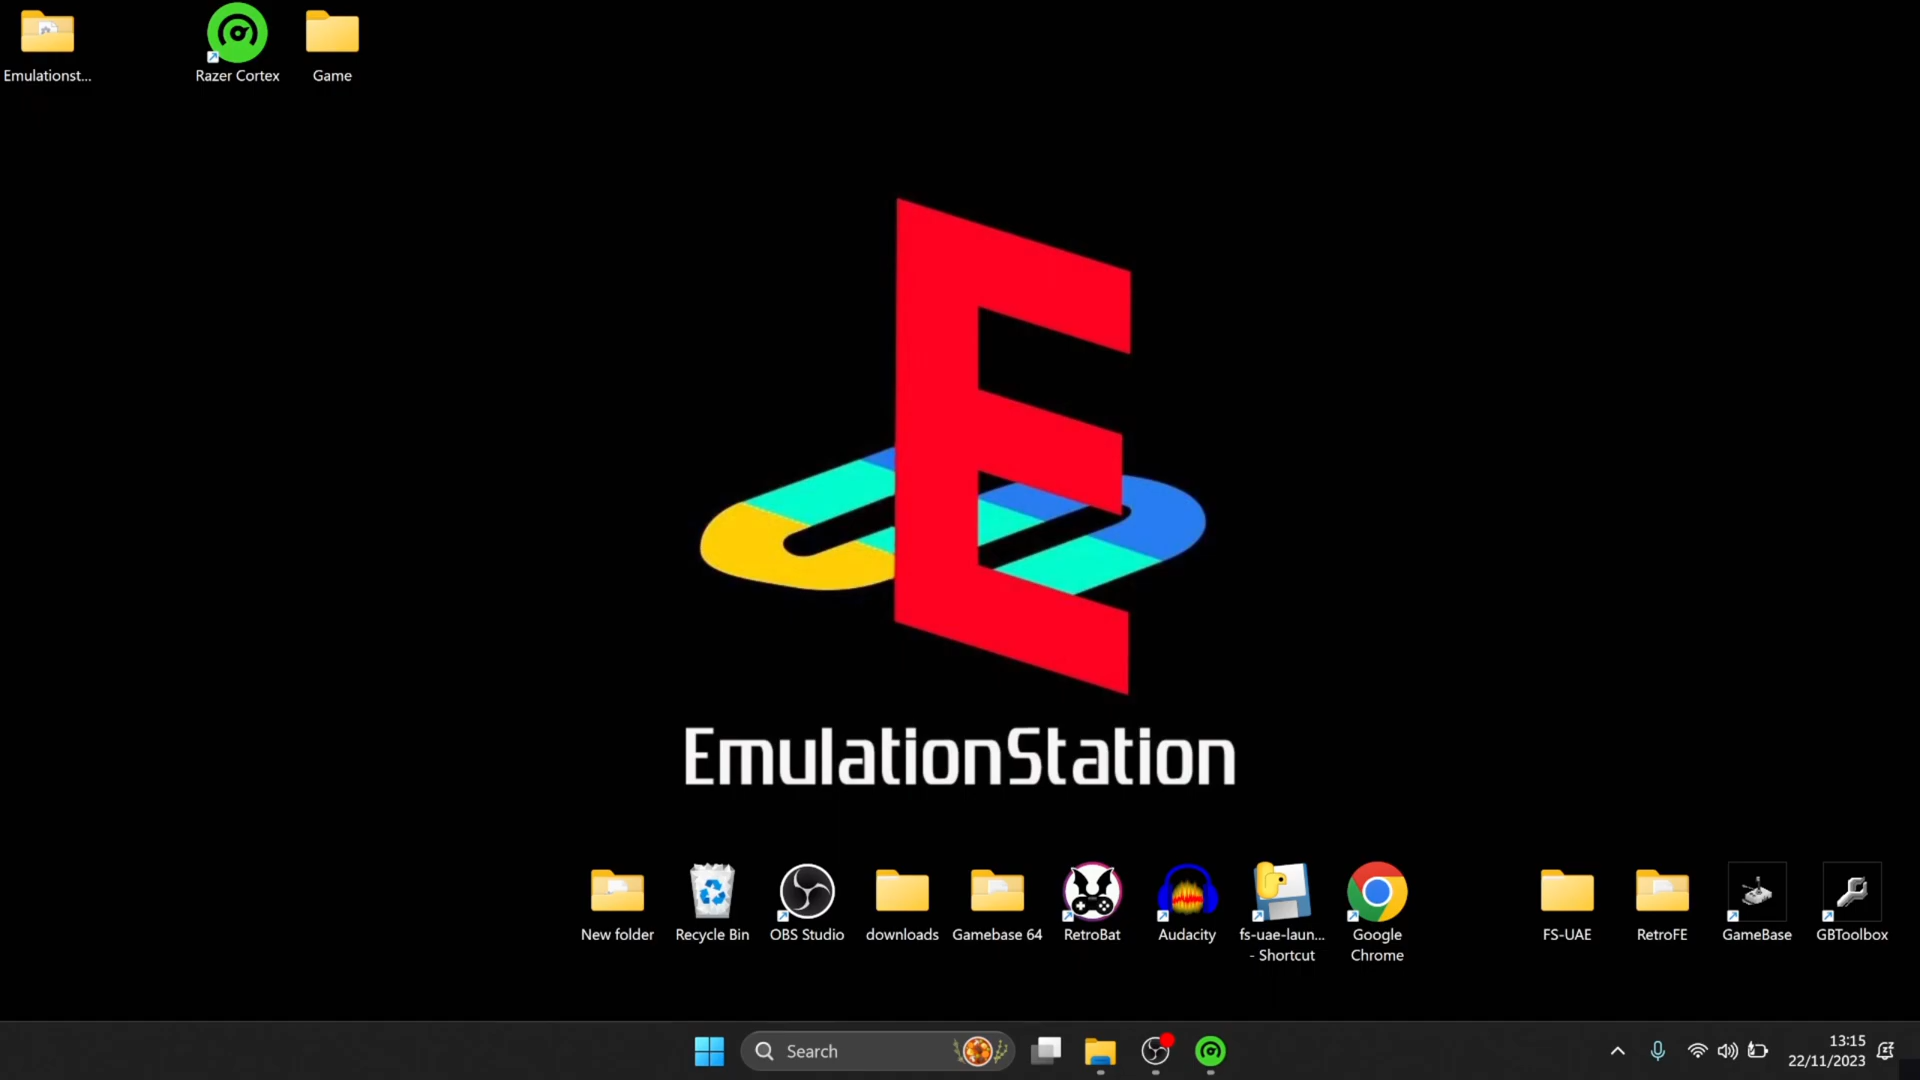 Emulationst...
Razer Cortex
Game
EmulationStation
New folder
Recycle Bin
OBS Studio
downloads
Gamebase 64
RetroBat
Audacity
fs-uae-laun...
- Shortcut
Google
Chrome
FS-UAE
RetroFE
GameBase
GBToolbox
Search
13:15
22/11/2023